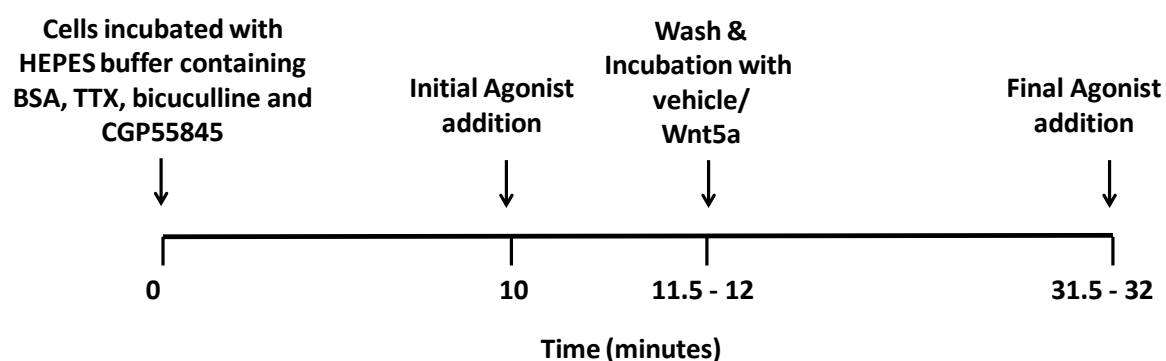 Cells incubated with
HEPES buffer containing
BSA, TTX, bicuculline and
CGP55845
Initial Agonist
addition
Wash &
Incubation with
vehicle/
Wnt5a
Final Agonist
addition
0
10
11.5 - 12
31.5 - 32
Time (minutes)